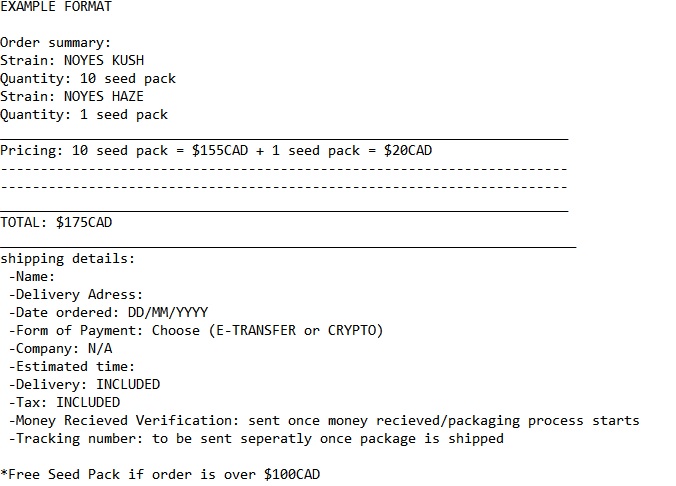 EXAMPLE FORMAT
Order summary:
Strain: NOYES KUSH
Quantity: 10 seed pack
Strain: NOYES HAZE
Quantity: 1 seed pack
Pricing: 10 seed pack = $155CAD + 1 seed pack = $20CAD
-----------------------------------------------------------------------
-----------------------------------------------------------------------
TOTAL: $175CAD
shipping details:
-Name:
-Delivery Adress:
-Date ordered: DD/MM/YYYY
-Form of Payment: Choose (E-TRANSFER or CRYPTO)
-Company: N/A
-Estimated time:
-Delivery: INCLUDED
-Tax: INCLUDED
-Money Recieved Verification: sent once money recieved/packaging process starts
-Tracking number: to be sent seperatly once package is shipped
*Free Seed Pack if order is over $100CAD